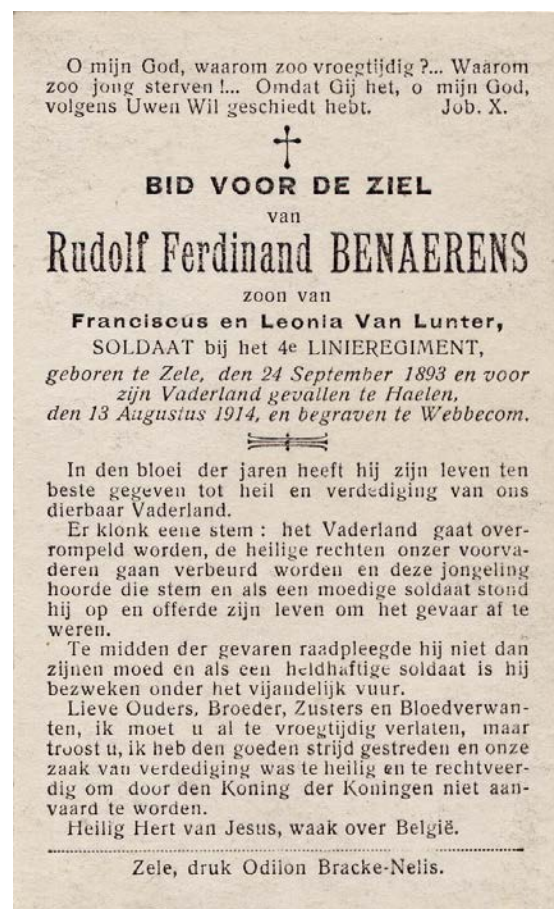 O mijn God, waarom zoo vroegtijdig ?... Waarom
zoo jong sterven !... Omdat Gij het, o mijn God,
volgens Uwen Wil geschiedt hebt. Job. X.
BID VOOR DE ZIEL
van
Rudolf Ferdinand BENAERENS
zoon van
Franciscus en Leonia Van Lunter,
SOLDAAT bij het 4e LINIEREGIMENT,
geboren te Zele, den 24 September 1893 en voor
zijn Vaderland gevallen te Haelen,
den 13 Augustus 1914, en begraven te Webbecom.
In den bloei der jaren heeft hij zijn leven ten
beste gegeven tot heil en verdediging van ons
dierbaar Vaderland.
Er klonk eene stem : het Vaderland gaat over-
rompeld worden, de heilige rechten onzer voorva-
deren gaan verbeurd worden en deze jongeling
hoorde die stem en als een moedige soldaat stond
hij op en offerde zijn leven om het gevaar af te
weren.
Te midden der gevaren raadpleegde hij niet dan
zijnen moed en als een heldhaftige soldaat is hij
bezweken onder het vijandelijk vuur.
Lieve Ouders, Broeder, Zusters en Bloedverwan-
ten, ik moet u al te vroegtijdig verlaten, maar
troost u, ik heb den goeden strijd gestreden en onze
zaak van verdediging was te heilig en te rechtveer-
dig om door den Koning der Koningen niet aan-
vaard te worden.
Heilig Hert van Jesus, waak over België.
Zele, druk Odilon Bracke-Nelis.